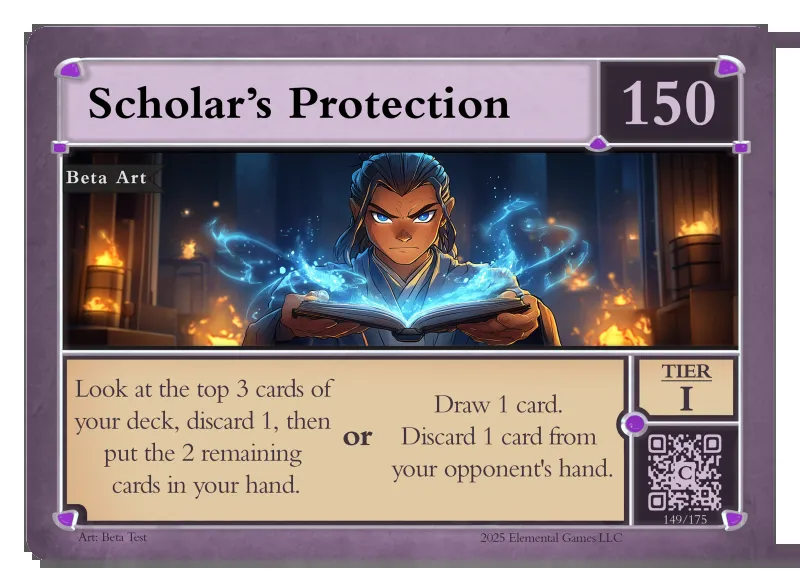 Scholar's Protection
150
Beta Art
Look at the top 3 cards of
your deck, discard 1, then
put the 2 remaining
cards in your hand.
or
Draw 1 card.
Discard 1 card from
your opponent's hand.
TIER
I
C
149/175
Art: Beta Test
2025 Elemental Games LLC